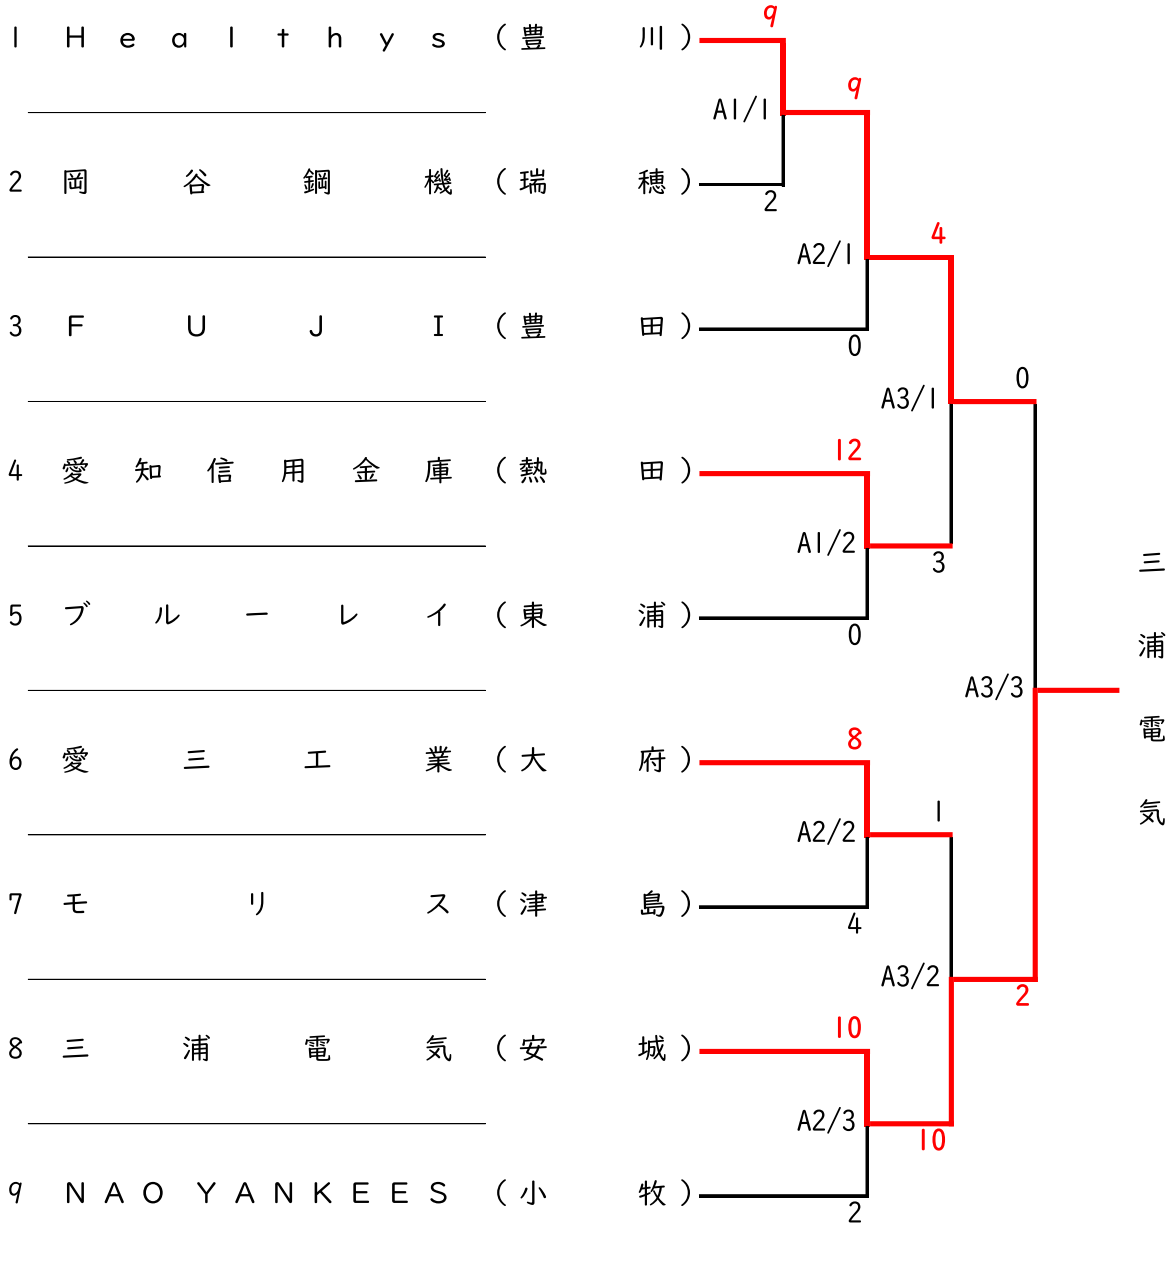 9
1 Healthys (豊 川)
9
A1/1
2 岡谷鋼機 (瑞 穂)
2
4
A2/1
3 FUJI (豊 田)
0
0
A3/1
12
4 愛知信用金庫 (熱 田)
A1/2
3
5 ブルーレイ (東 浦)
0
三浦電気
A3/3
8
6 愛三工業 (大 府)
1
A2/2
7 モリス (津 島)
4
A3/2
2
10
8 三浦電気 (安 城)
A2/3
10
9 NAO YANKEES (小 牧)
2